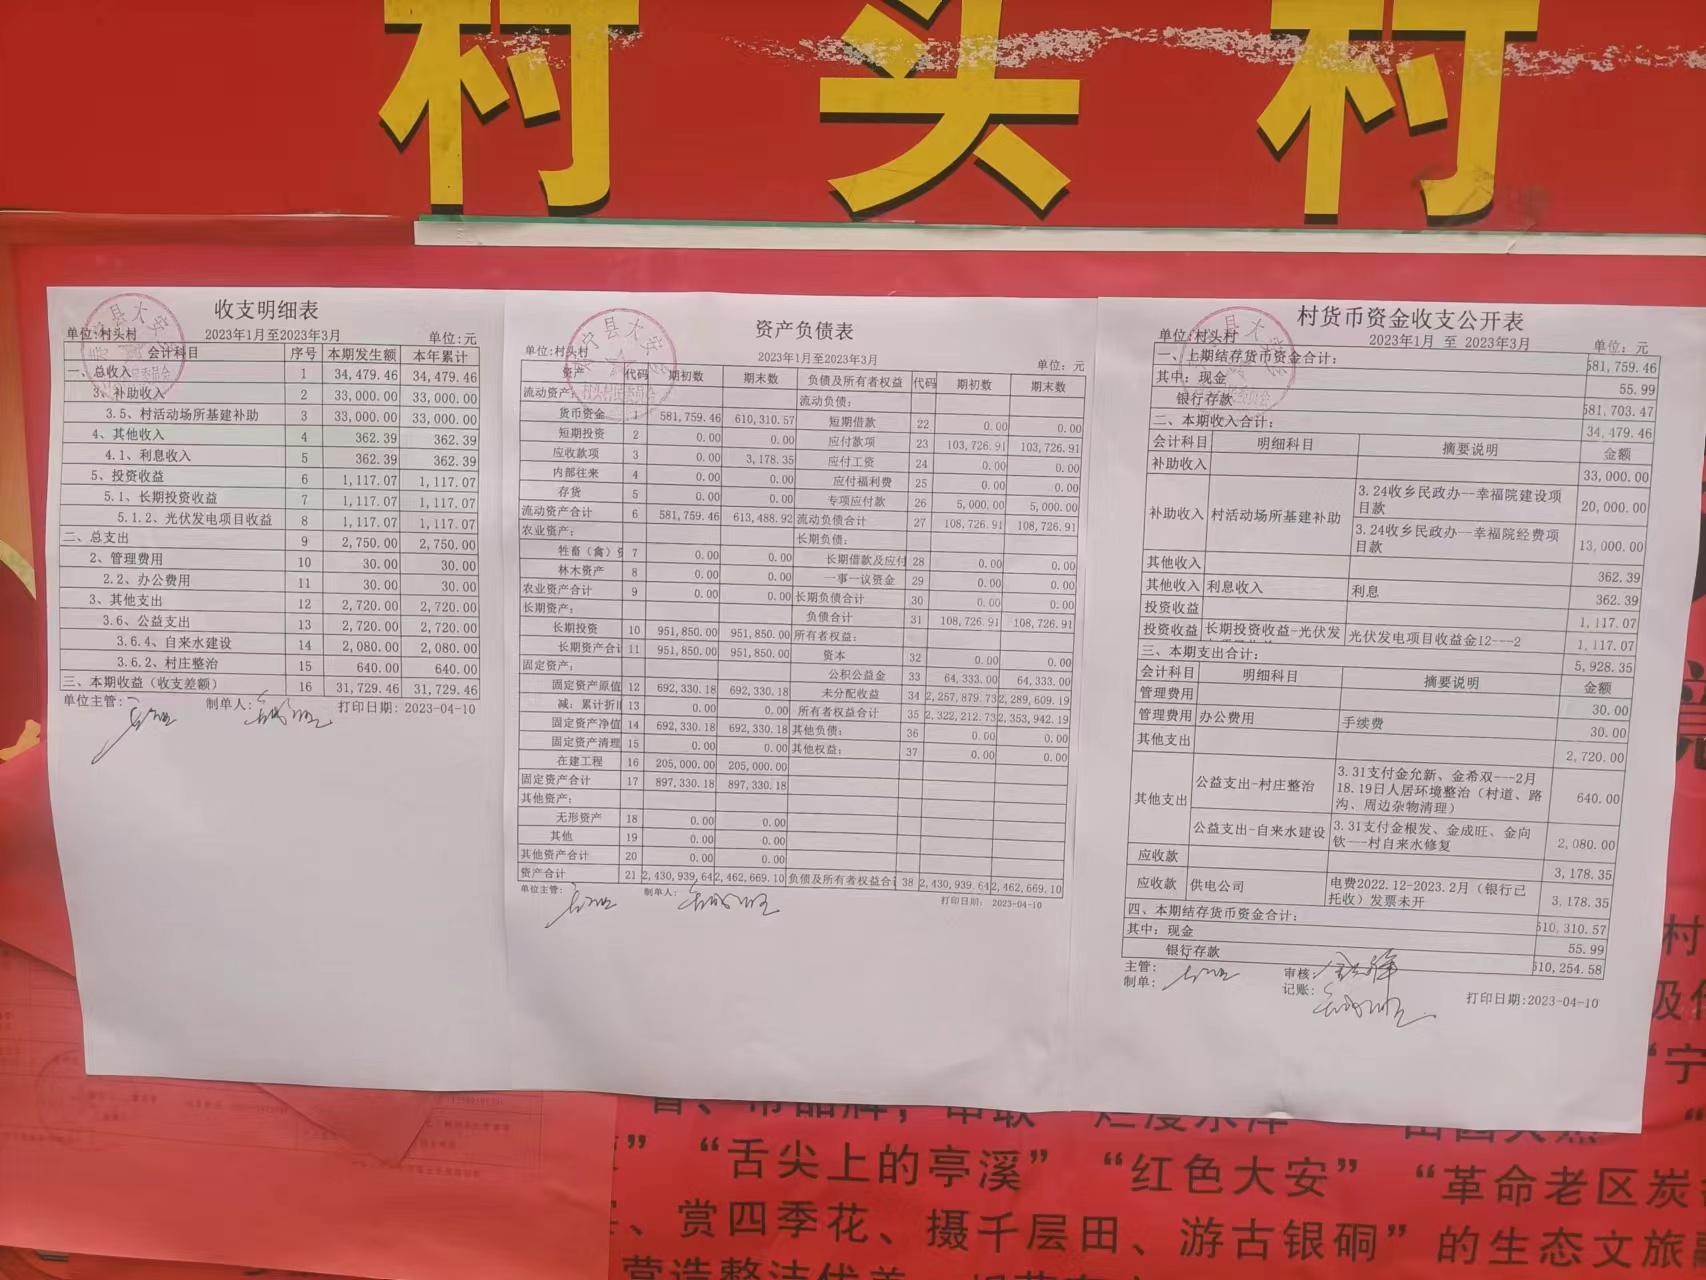 村头村
收支明细表
单位:村头村 2023年1月至2023年3月 单位:元
会计科目 序号 本期发生额 本年累计
一、总收入 1 34,479.46 34,479.46
3、补助收入 2 33,000.00 33,000.00
3.5、村活动场所基建补助 3 33,000.00 33,000.00
4、其他收入 4 362.39 362.39
4.1、利息收入 5 362.39 362.39
5、投资收益 6 1,117.07 1,117.07
5.1、长期投资收益 7 1,117.07 1,117.07
5.1.2、光伏发电项目收益 8 1,117.07 1,117.07
二、总支出 9 2,750.00 2,750.00
2、管理费用 10 30.00 30.00
2.2、办公费用 11 30.00 30.00
3、其他支出 12 2,720.00 2,720.00
3.6、公益支出 13 2,720.00 2,720.00
3.6.4、自来水建设 14 2,080.00 2,080.00
3.6.2、村庄整治 15 640.00 640.00
三、本期收益（收支差额） 16 31,729.46 31,729.46
单位主管: 制单人: 打印日期: 2023-04-10
资产负债表
单位:村头村 2023年1月至2023年3月 单位: 元
资产 代码 期初数 期末数 负债及所有者权益 代码 期初数 期末数
流动资产: 流动负债:
货币资金 1 581,759.46 610,310.57 短期借款 22 0.00 0.00
短期投资 2 0.00 0.00 应付款项 23 103,726.91 103,726.91
应收款项 3 0.00 3,178.35 应付工资 24 0.00 0.00
内部往来 4 0.00 0.00 应付福利费 25 0.00 0.00
存货 5 0.00 0.00 专项应付款 26 5,000.00 5,000.00
流动资产合计 6 581,759.46 613,488.92 流动负债合计 27 108,726.91 108,726.91
农业资产: 长期负债:
牲畜（禽）资 7 0.00 0.00 长期借款及应付 28 0.00 0.00
林木资产 8 0.00 0.00 一事一议资金 29 0.00 0.00
农业资产合计 9 0.00 0.00 长期负债合计 30 0.00 0.00
长期资产: 负债合计 31 108,726.91 108,726.91
长期投资 10 951,850.00 951,850.00 所有者权益:
长期资产合计 11 951,850.00 951,850.00 资本 32 0.00 0.00
固定资产: 公积公益金 33 64,333.00 64,333.00
固定资产原值 12 692,330.18 692,330.18 未分配收益 34 2,257,879.73 2,289,609.19
减: 累计折旧 13 0.00 0.00 所有者权益合计 35 2,322,212.73 2,353,942.19
固定资产净值 14 692,330.18 692,330.18 其他负债: 36 0.00 0.00
固定资产清理 15 0.00 0.00 其他权益: 37 0.00 0.00
在建工程 16 205,000.00 205,000.00
固定资产合计 17 897,330.18 897,330.18
其他资产:
无形资产 18 0.00 0.00
其他 19 0.00 0.00
其他资产合计 20 0.00 0.00
资产合计 21 2,430,939.64 2,462,669.10 负债及所有者权益合计 38 2,430,939.64 2,462,669.10
单位主管: 制单人: 打印日期: 2023-04-10
村货币资金收支公开表
单位:村头村 2023年1月 至 2023年3月 单位: 元
一、上期结存货币资金合计: 581,759.46
其中: 现金 55.99
银行存款 581,703.47
二、本期收入合计: 34,479.46
会计科目 明细科目 摘要说明 金额
补助收入 33,000.00
补助收入 村活动场所基建补助 3.24收乡民政办--幸福院建设项
款 20,000.00
3.24收乡民政办--幸福院经费项
目款 13,000.00
其他收入 362.39
其他收入 利息收入 利息 362.39
投资收益 1,117.07
投资收益 长期投资收益-光伏发 光伏发电项目收益金12---2 1,117.07
三、本期支出合计: 5,928.35
会计科目 明细科目 摘要说明 金额
管理费用 30.00
管理费用 办公费用 手续费 30.00
其他支出 2,720.00
其他支出 公益支出-村庄整治 3.31支付金允新、金希双---2月
18.19日人居环境整治（村道、路
沟、周边杂物清理） 640.00
公益支出-自来水建设 3.31支付金根发、金成旺、金向
钦---村自来水修复 2,080.00
应收款 3,178.35
应收款 供电公司 电费2022.12-2023.2月（银行已
托收）发票未开 3,178.35
四、本期结存货币资金合计: 610,310.57
其中: 现金 55.99
银行存款 610,254.58
主管: 审核:
制单: 记账: 打印日期:2023-04-10
“舌尖上的亭溪” “红色大安” “革命老区炭
、赏四季花、摄千层田、游古银硐”的生态文旅